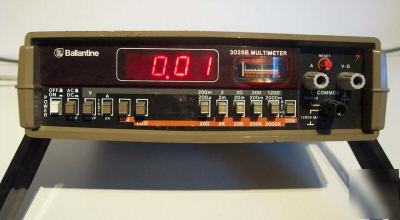 Ballantine
0.01
3028B MULTIMETER
RESET
A V-Ω
COMMON
POWER
OFF AC V A
ON DC
200m 2 20 200 1200
200μ 2m 20m 200m 2000m
200 2K 20K 200K 2000K 20M